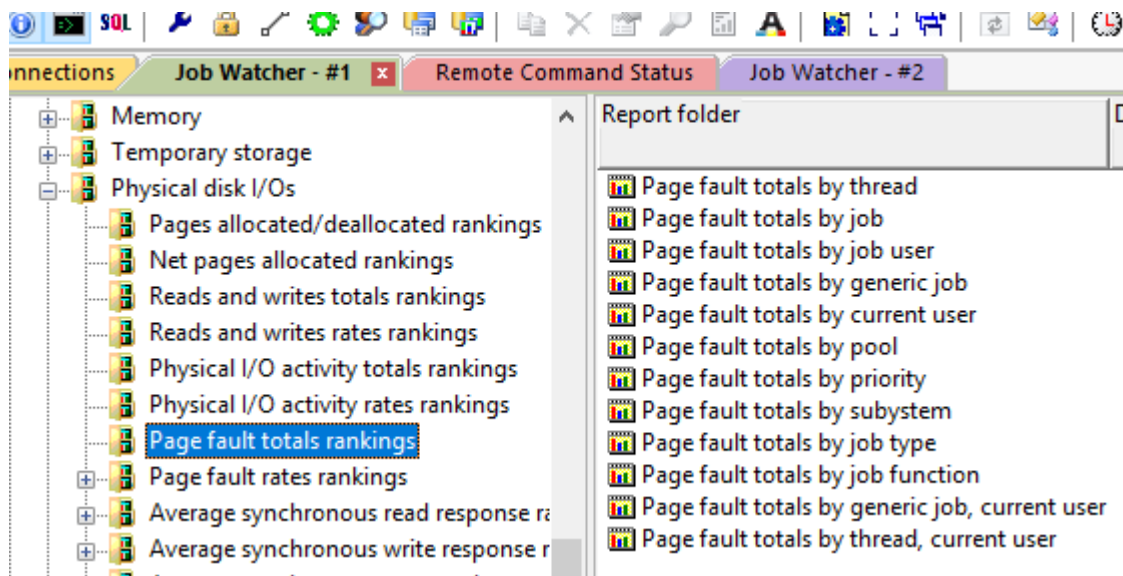 SQL
A
onnections
Job Watcher - #1
x
Remote Command Status
Job Watcher - #2
Memory
Temporary storage
Physical disk I/Os
Pages allocated/deallocated rankings
Net pages allocated rankings
Reads and writes totals rankings
Reads and writes rates rankings
Physical I/O activity totals rankings
Physical I/O activity rates rankings
Page fault totals rankings
Page fault rates rankings
Average synchronous read response ra
Average synchronous write response r
Report folder
D
Page fault totals by thread
Page fault totals by job
Page fault totals by job user
Page fault totals by generic job
Page fault totals by current user
Page fault totals by pool
Page fault totals by priority
Page fault totals by subystem
Page fault totals by job type
Page fault totals by job function
Page fault totals by generic job, current user
Page fault totals by thread, current user